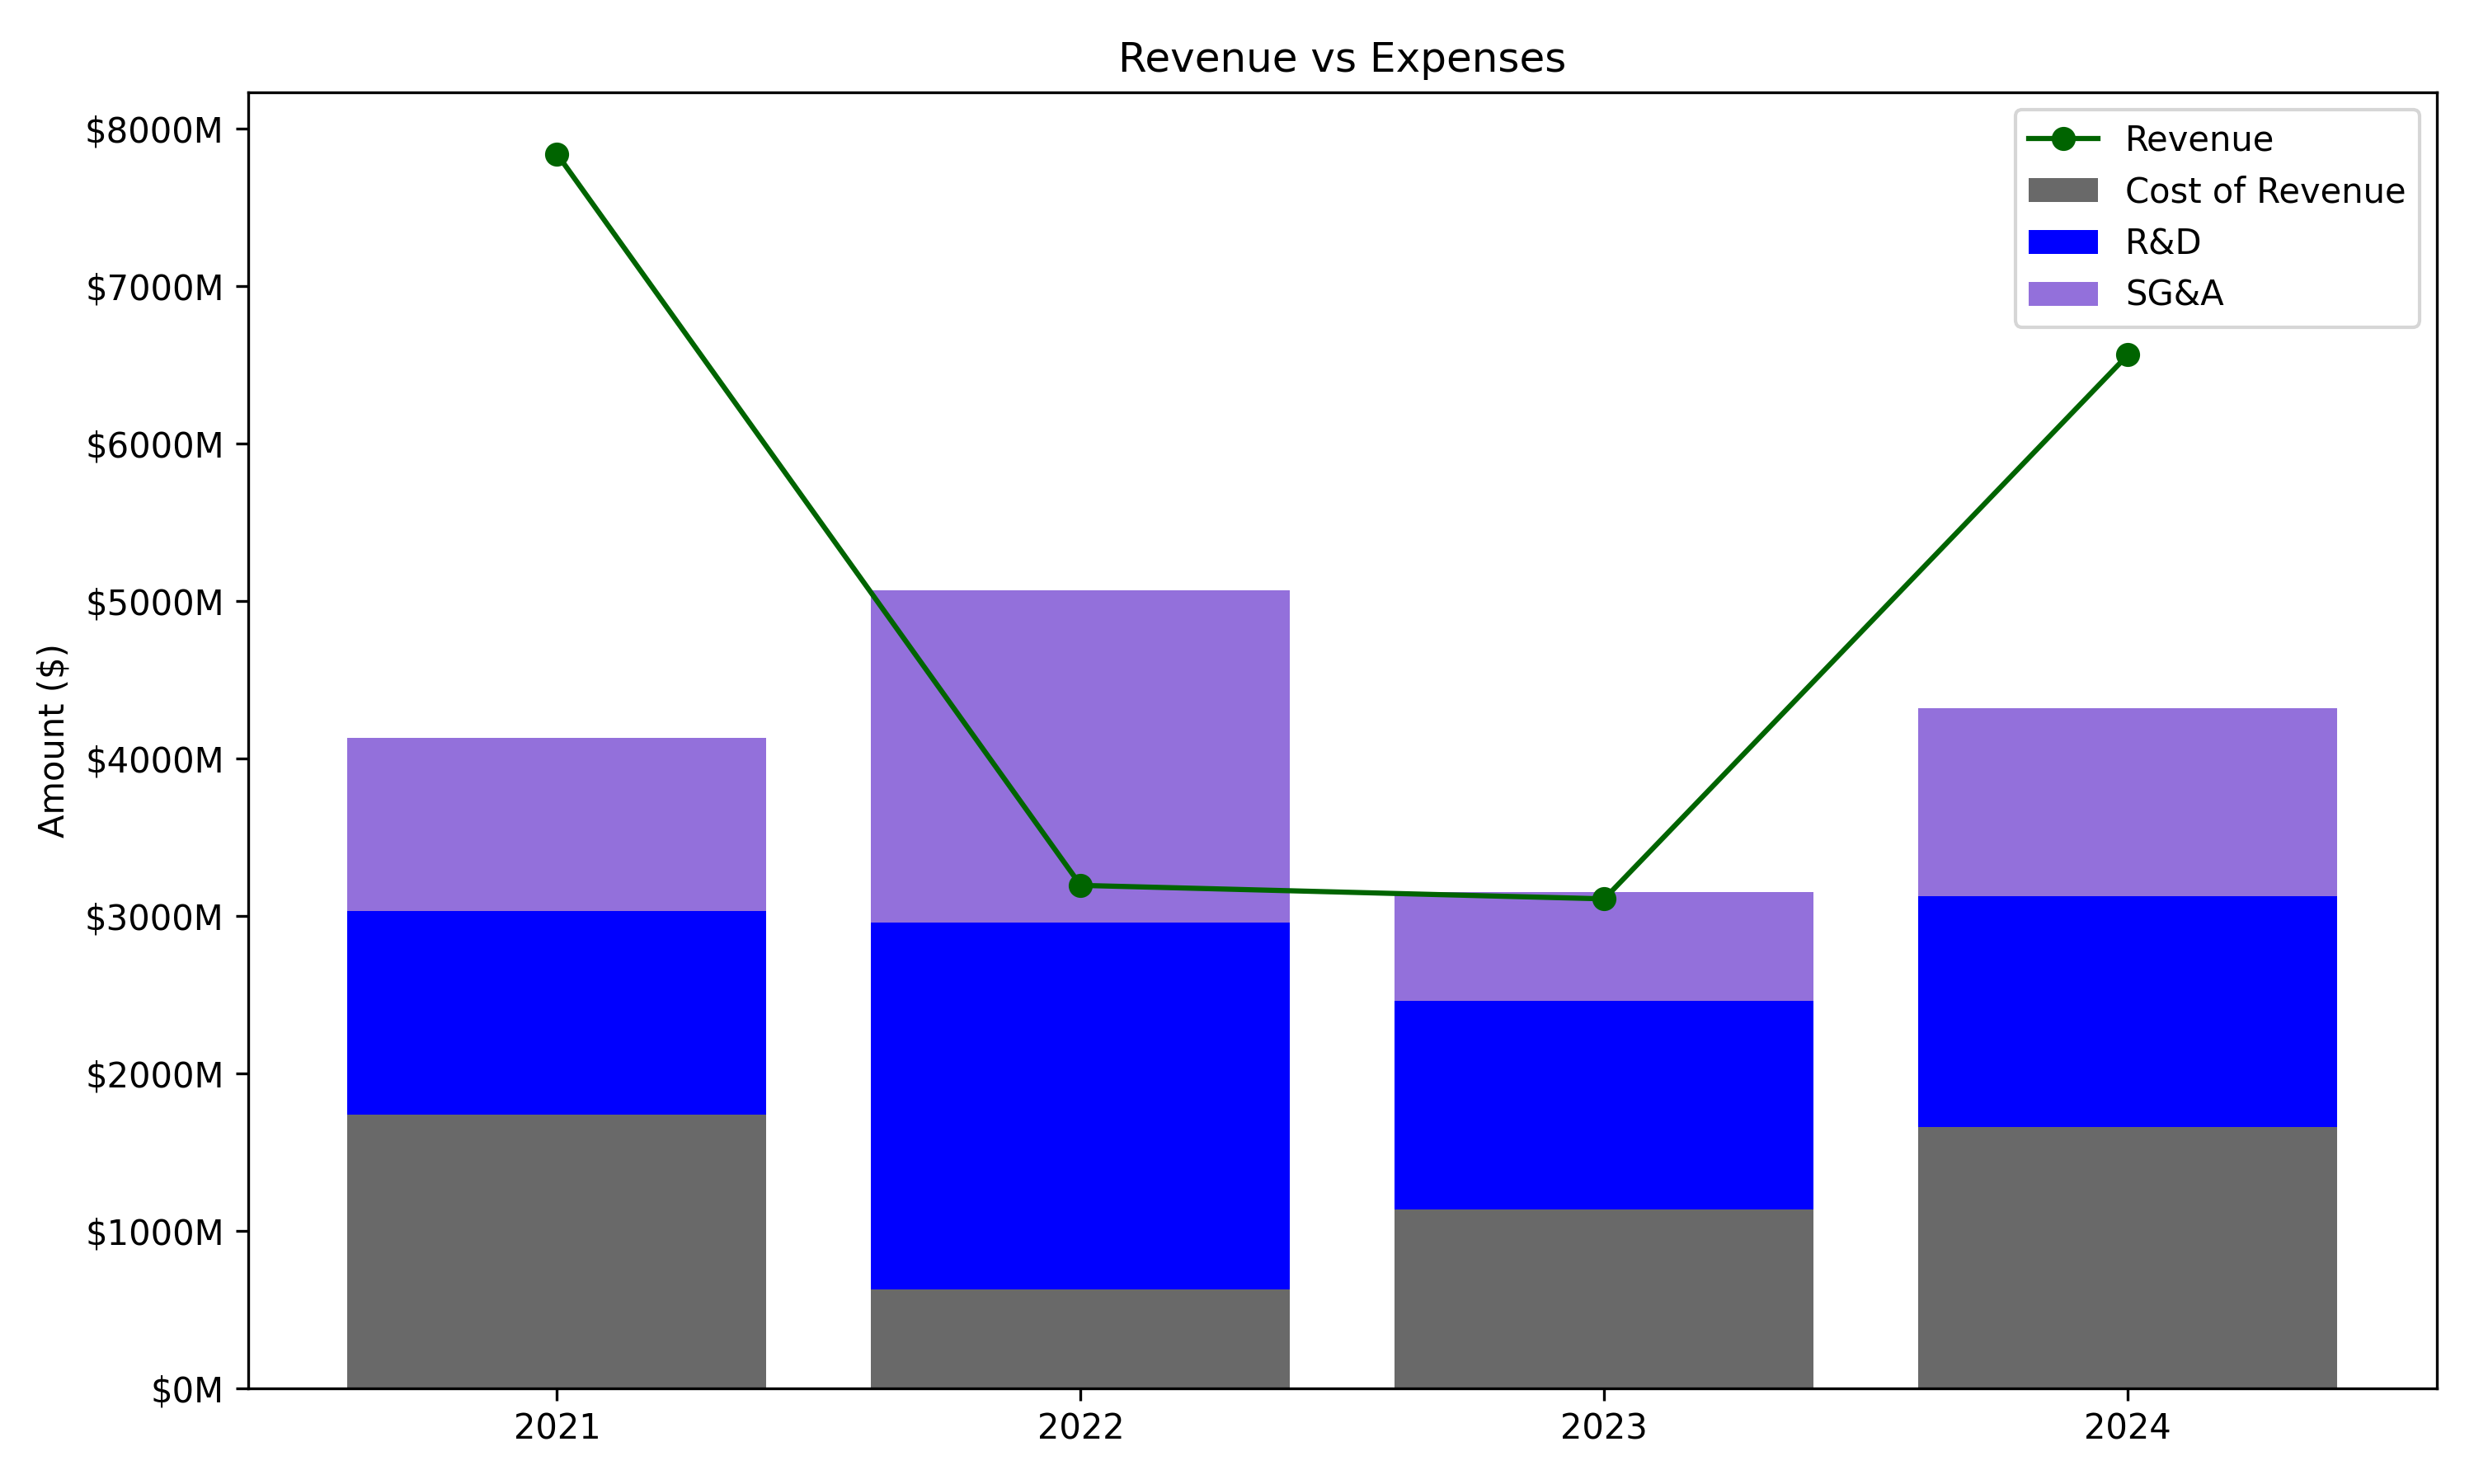 Revenue vs Expenses
$8000M
$7000M
$6000M
$5000M
$4000M
$3000M
$2000M
$1000M
$0M
Amount ($)
Revenue
Cost of Revenue
R&D
SG&A
2021
2022
2023
2024